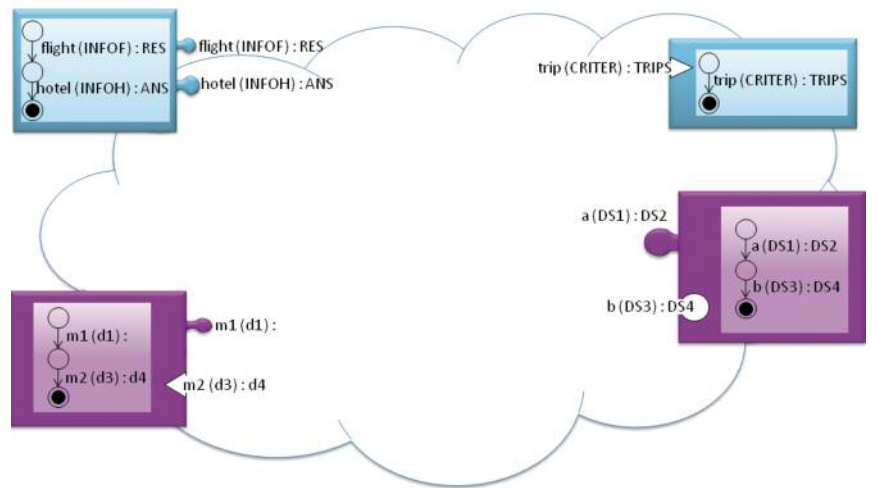 flight (INFOF) : RES
hotel (INFOH) : ANS
flight (INFOF) : RES
hotel (INFOH) : ANS
trip (CRITER) : TRIPS
trip (CRITER) : TRIPS
a (DS1) : DS2
b (DS3) : DS4
a (DS1) : DS2
b (DS3) : DS4
m1 (d1) :
m2 (d3) : d4
m1 (d1) :
m2 (d3) : d4